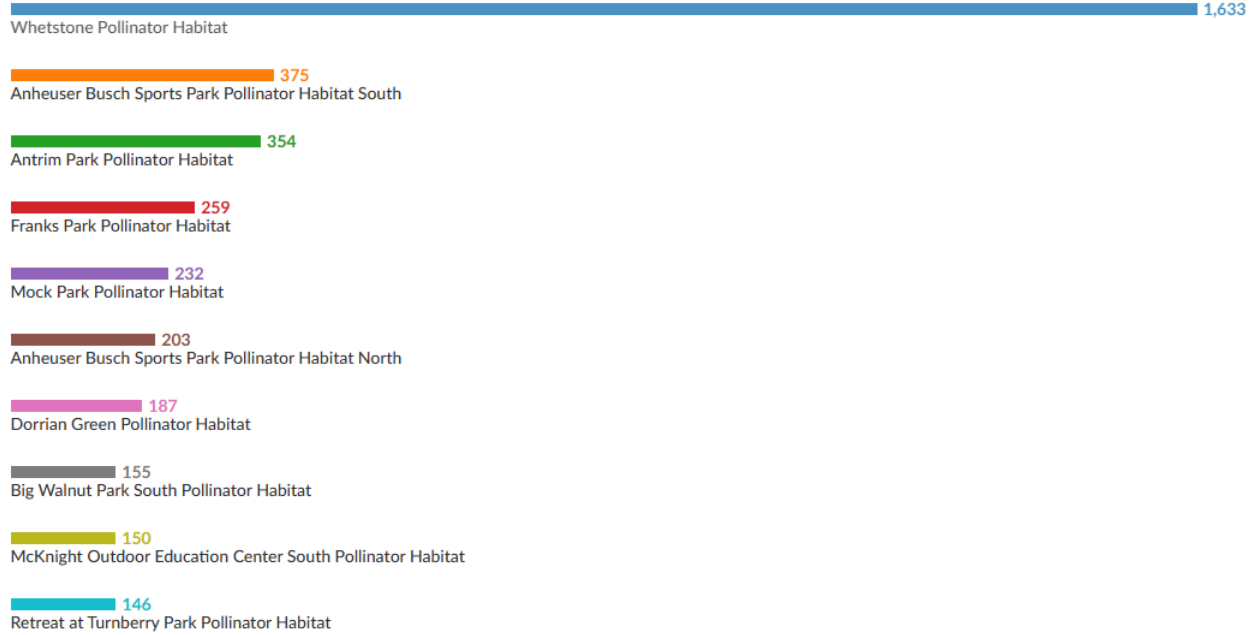 1,633
Whetstone Pollinator Habitat
375
Anheuser Busch Sports Park Pollinator Habitat South
354
Antrim Park Pollinator Habitat
259
Franks Park Pollinator Habitat
232
Mock Park Pollinator Habitat
203
Anheuser Busch Sports Park Pollinator Habitat North
187
Dorrian Green Pollinator Habitat
155
Big Walnut Park South Pollinator Habitat
150
McKnight Outdoor Education Center South Pollinator Habitat
146
Retreat at Turnberry Park Pollinator Habitat